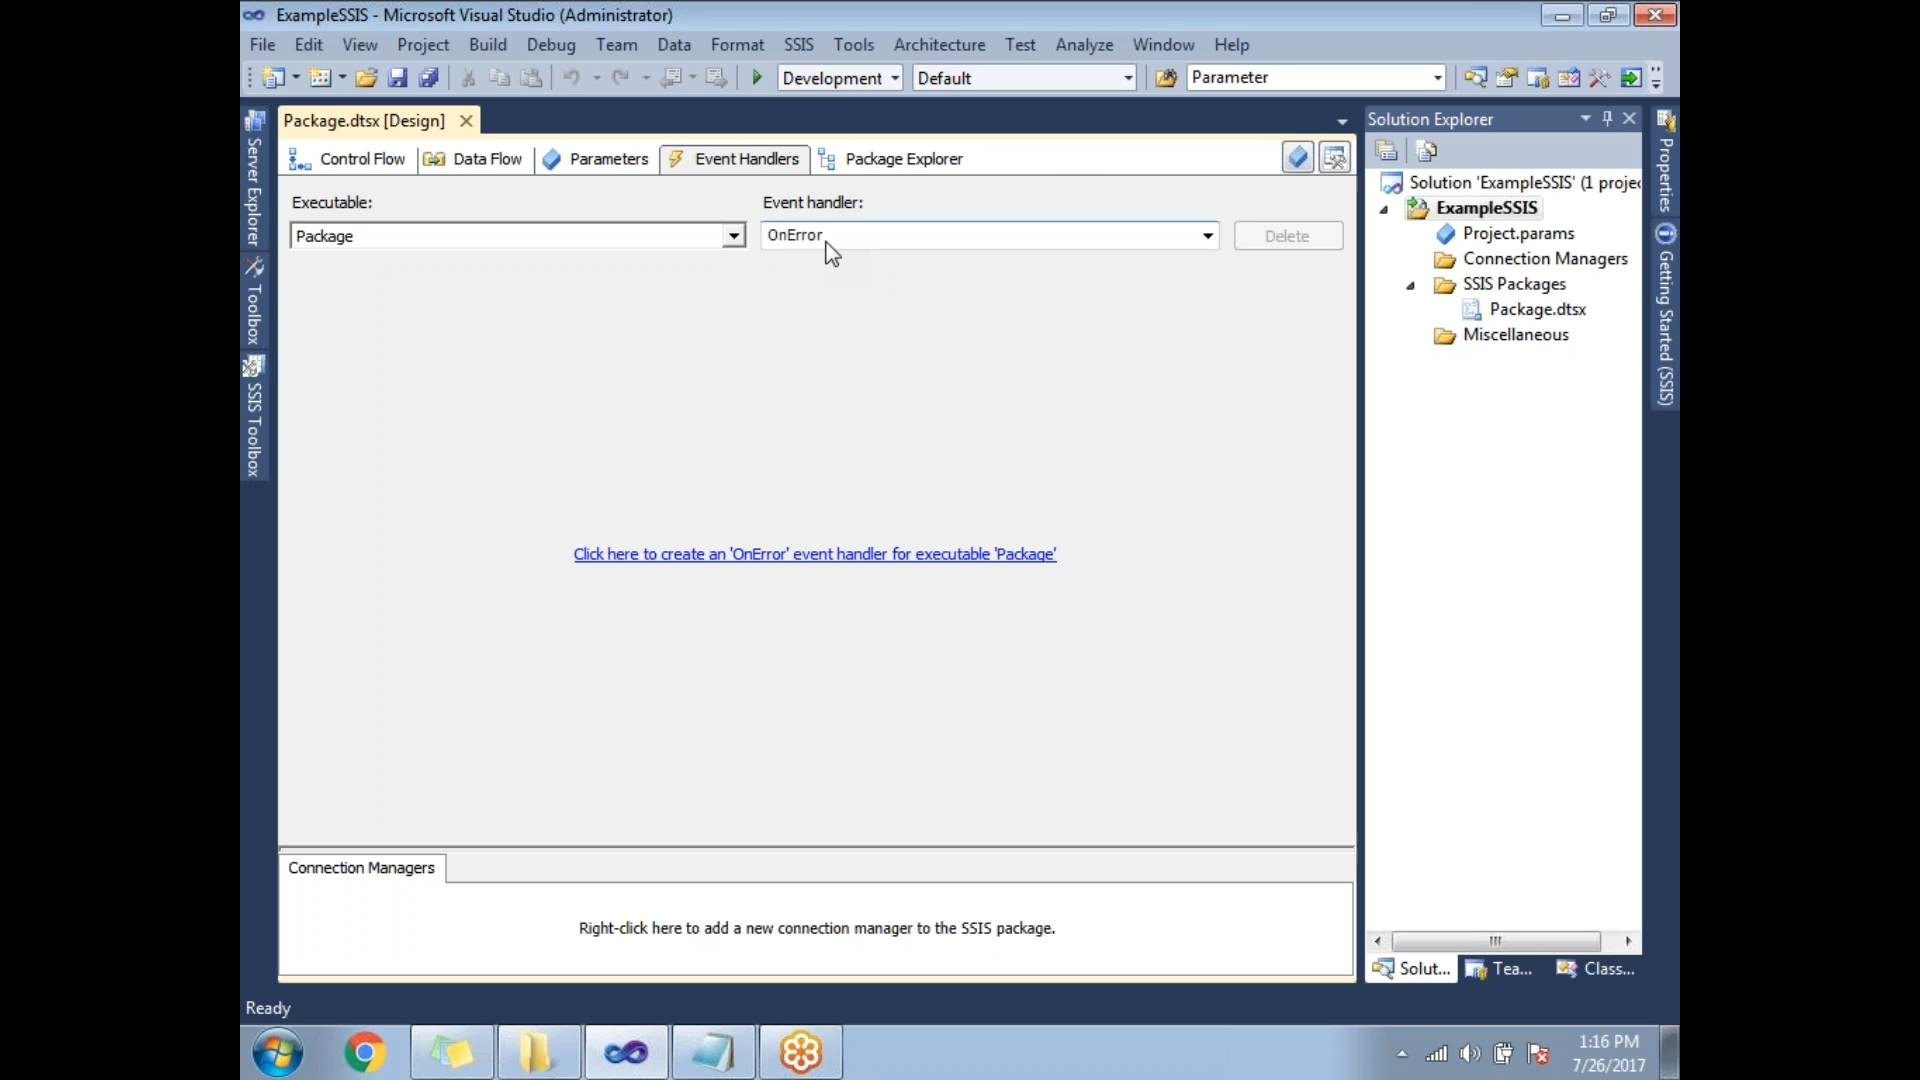 ExampleSSIS - Microsoft Visual Studio (Administrator)
File Edit View Project Build Debug Team Data Format SSIS Tools Architecture Test Analyze Window Help
Development Default Parameter
Package.dtsx [Design]
Control Flow Data Flow Parameters Event Handlers Package Explorer
Executable: Event handler:
Package OnError Delete
Click here to create an 'OnError' event handler for executable 'Package'
Connection Managers
Right-click here to add a new connection manager to the SSIS package.
Server Explorer
Toolbox
SSIS Toolbox
Solution Explorer
Solution 'ExampleSSIS' (1 projec
ExampleSSIS
Project.params
Connection Managers
SSIS Packages
Package.dtsx
Miscellaneous
Solut... Tea... Class...
Properties
Getting Started (SSIS)
Ready
1:16 PM
7/26/2017